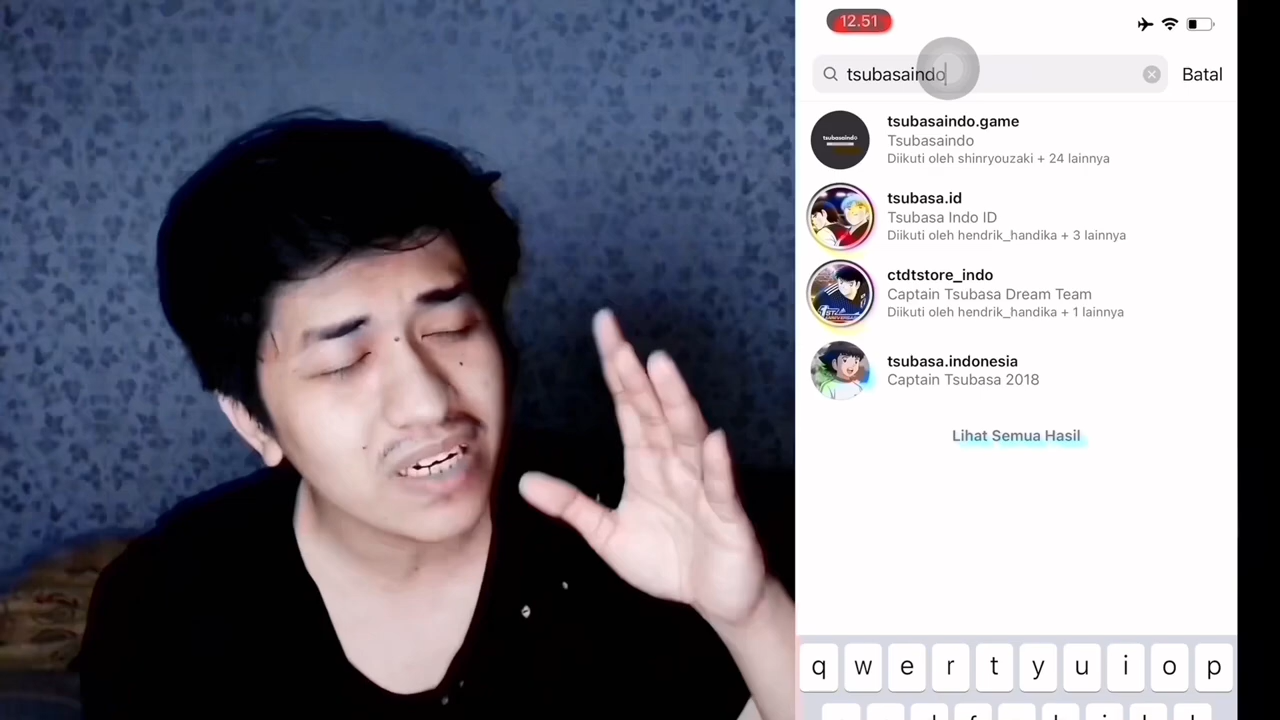 12.51
tsubasaindo
Batal
tsubasaindo
tsubasaindo.game
Tsubasaindo
Diikuti oleh shinryouzaki + 24 lainnya
tsubasa.id
Tsubasa Indo ID
Diikuti oleh hendrik_handika + 3 lainnya
ctdtstore_indo
Captain Tsubasa Dream Team
Diikuti oleh hendrik_handika + 1 lainnya
tsubasa.indonesia
Captain Tsubasa 2018
Lihat Semua Hasil
q w e r t y u i o p